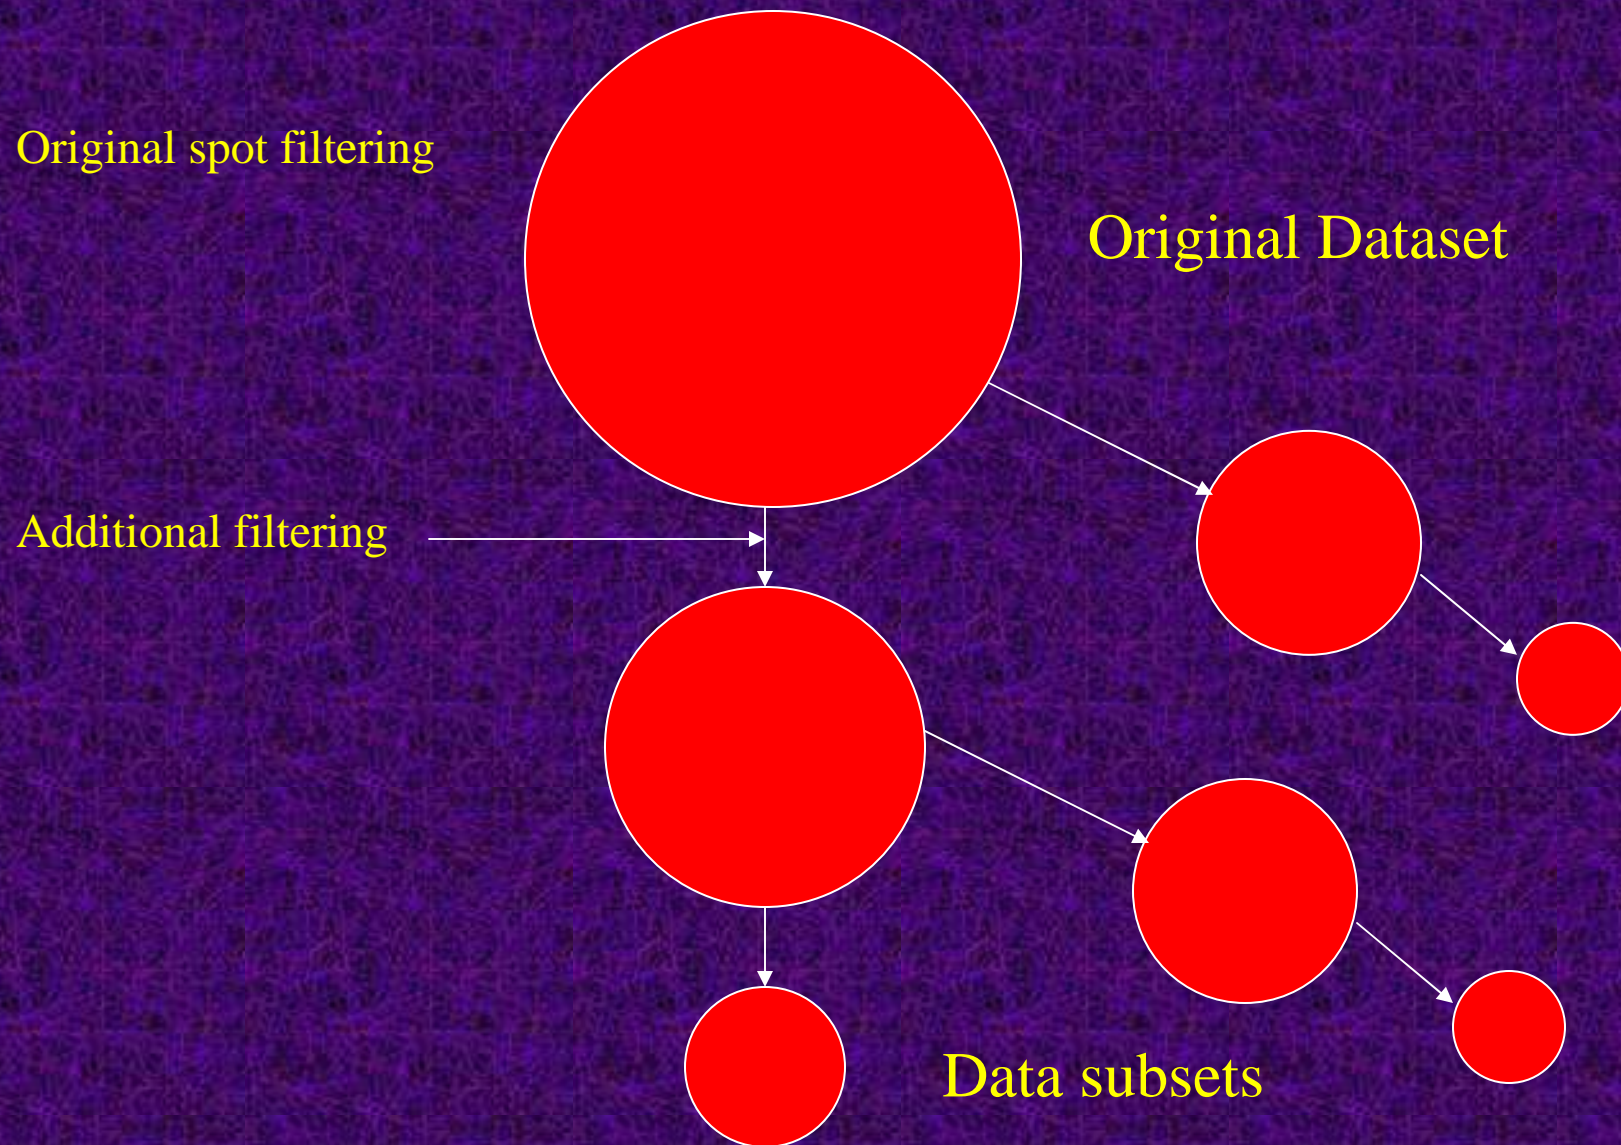 Original spot filtering
Original Dataset
Additional filtering
Data subsets